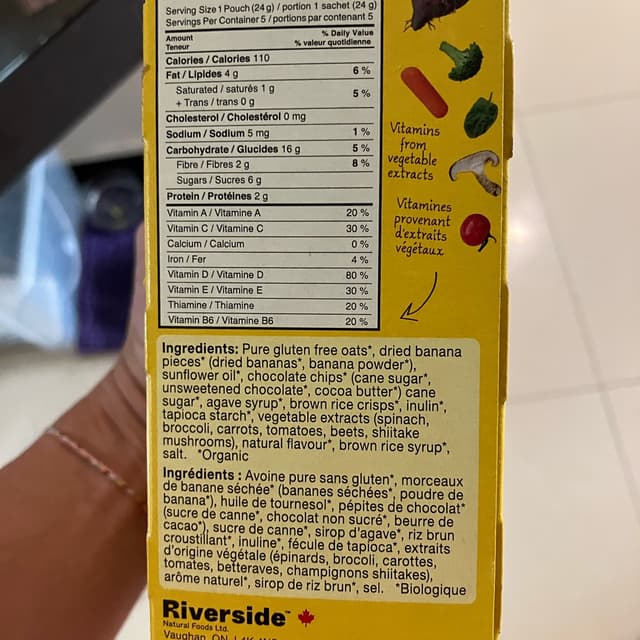 Serving Size 1 Pouch (24 g) / portion 1 sachet (24 g)
Servings Per Container 5 / portions par contenant 5
Amount % Daily Value
Teneur % valeur quotidienne
Calories / Calories 110
Fat / Lipides 4 g 6 %
Saturated / saturés 1 g 5 %
+ Trans / trans 0 g
Cholesterol / Cholestérol 0 mg
Sodium / Sodium 5 mg 1 %
Carbohydrate / Glucides 16 g 5 %
Fibre / Fibres 2 g 8 %
Sugars / Sucres 6 g
Protein / Protéines 2 g
Vitamin A / Vitamine A 20 %
Vitamin C / Vitamine C 30 %
Calcium / Calcium 0 %
Iron / Fer 4 %
Vitamin D / Vitamine D 80 %
Vitamin E / Vitamine E 30 %
Thiamine / Thiamine 20 %
Vitamin B6 / Vitamine B6 20 %
Vitamins
from
vegetable
extracts
Vitamines
provenant
d'extraits
végétaux
Ingredients: Pure gluten free oats*, dried banana
pieces* (dried bananas*, banana powder*),
sunflower oil*, chocolate chips* (cane sugar*,
unsweetened chocolate*, cocoa butter*) cane
sugar*, agave syrup*, brown rice crisps*, inulin*,
tapioca starch*, vegetable extracts (spinach,
broccoli, carrots, tomatoes, beets, shiitake
mushrooms), natural flavour*, brown rice syrup*,
salt. *Organic
Ingrédients : Avoine pure sans gluten*, morceaux
de banane séchée* (bananes séchées*, poudre de
banane*), huile de tournesol*, pépites de chocolat*
(sucre de canne*, chocolat non sucré*, beurre de
cacao*), sucre de canne*, sirop d'agave*, riz brun
croustillant*, inuline*, fécule de tapioca*, extraits
d'origine végétale (épinards, brocoli, carottes,
tomates, betteraves, champignons shiitakes),
arôme naturel*, sirop de riz brun*, sel. *Biologique
Riverside™
Natural Foods Ltd.
Vaughan, ON